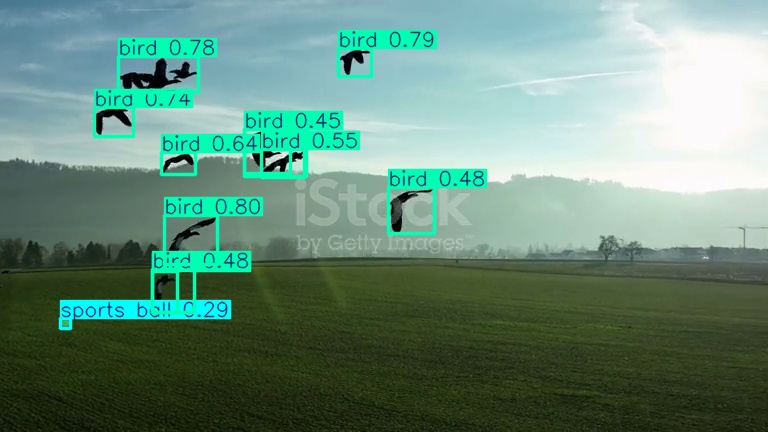 bird 0.79
bird 0.78
bird 0.74
bird 0.45
bird 0.64
bird 0.55
bird 0.48
iStock
by Getty Images™
bird 0.80
bird 0.48
sports ball 0.29